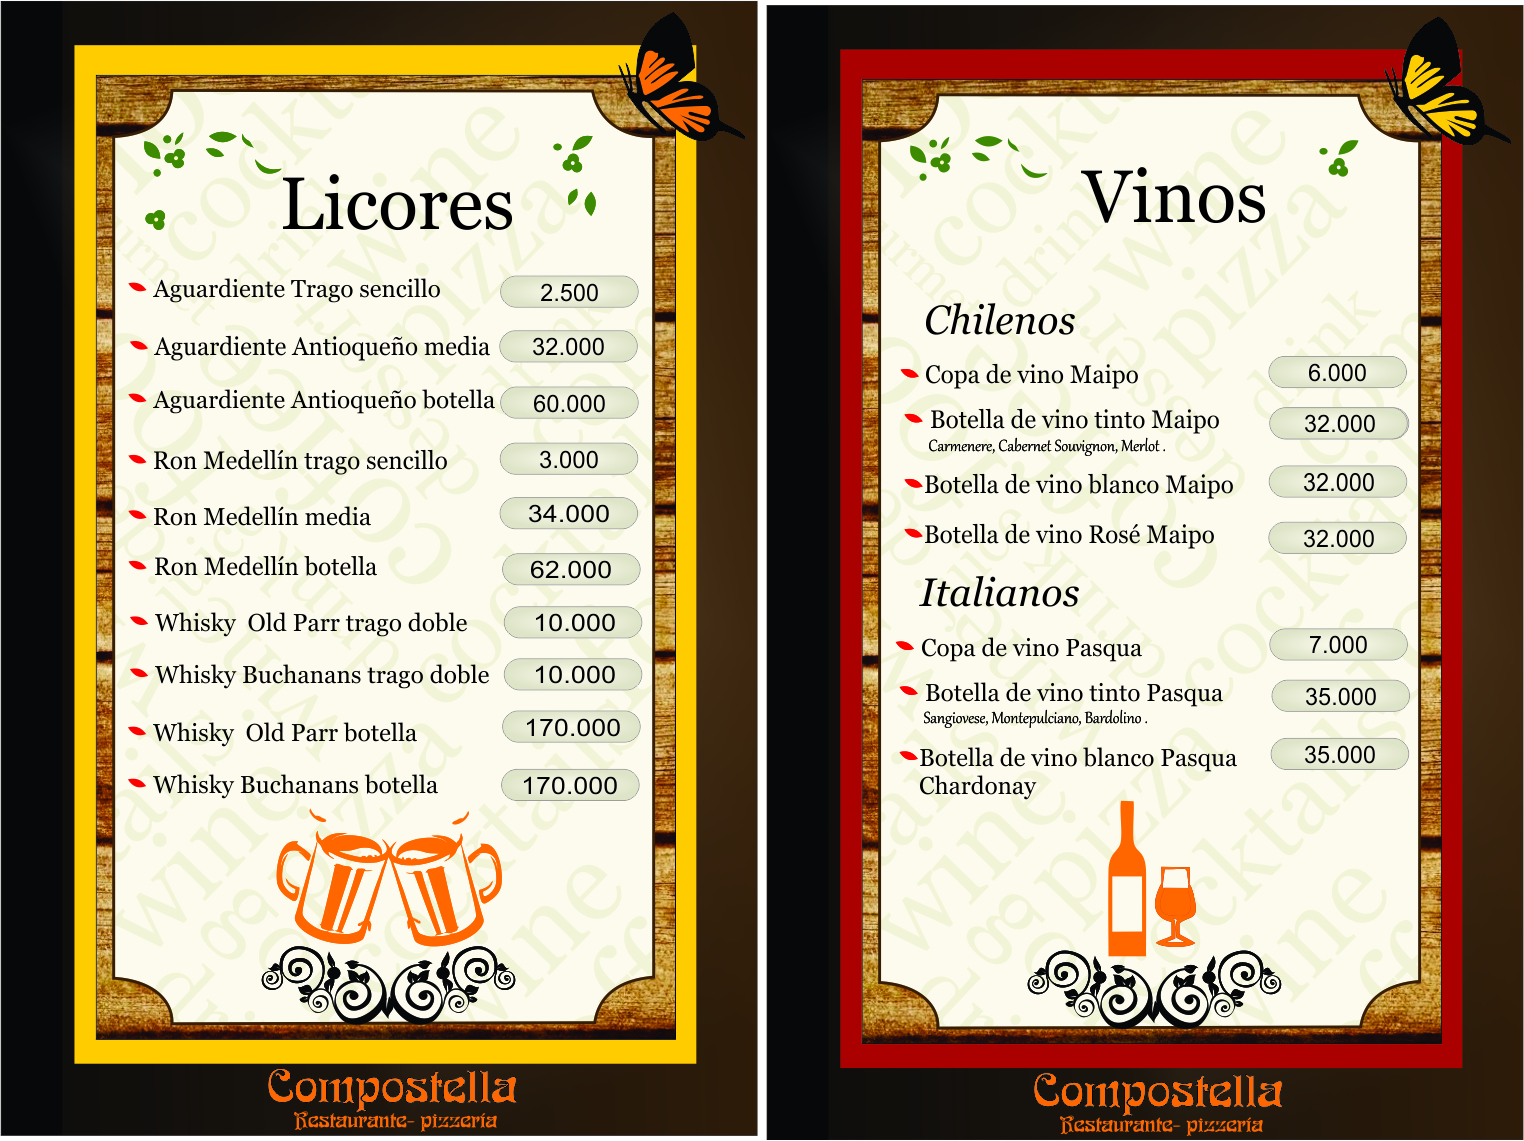 Licores
Aguardiente Trago sencillo 2.500
Aguardiente Antioqueño media 32.000
Aguardiente Antioqueño botella 60.000
Ron Medellín trago sencillo 3.000
Ron Medellín media 34.000
Ron Medellín botella 62.000
Whisky Old Parr trago doble 10.000
Whisky Buchanans trago doble 10.000
Whisky Old Parr botella 170.000
Whisky Buchanans botella 170.000
Compostella
Restaurante- pizzería
Vinos
Chilenos
Copa de vino Maipo 6.000
Botella de vino tinto Maipo 32.000
Carmenere, Cabernet Souvignon, Merlot .
Botella de vino blanco Maipo 32.000
Botella de vino Rosé Maipo 32.000
Italianos
Copa de vino Pasqua 7.000
Botella de vino tinto Pasqua 35.000
Sangiovese, Montepulciano, Bardolino .
Botella de vino blanco Pasqua 35.000
Chardonay
Compostella
Restaurante- pizzería